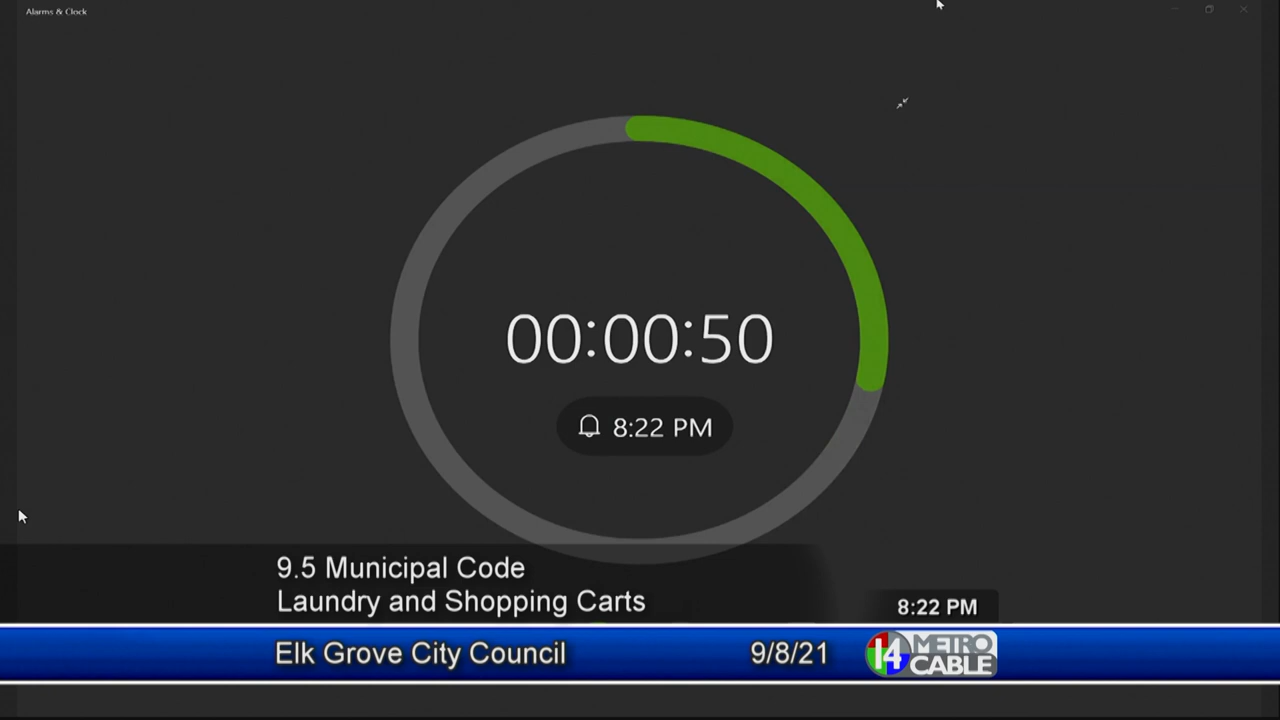 Alarms & Clock
00:00:50
8:22 PM
9.5 Municipal Code
Laundry and Shopping Carts
8:22 PM
Elk Grove City Council
9/8/21
14 METRO
CABLE